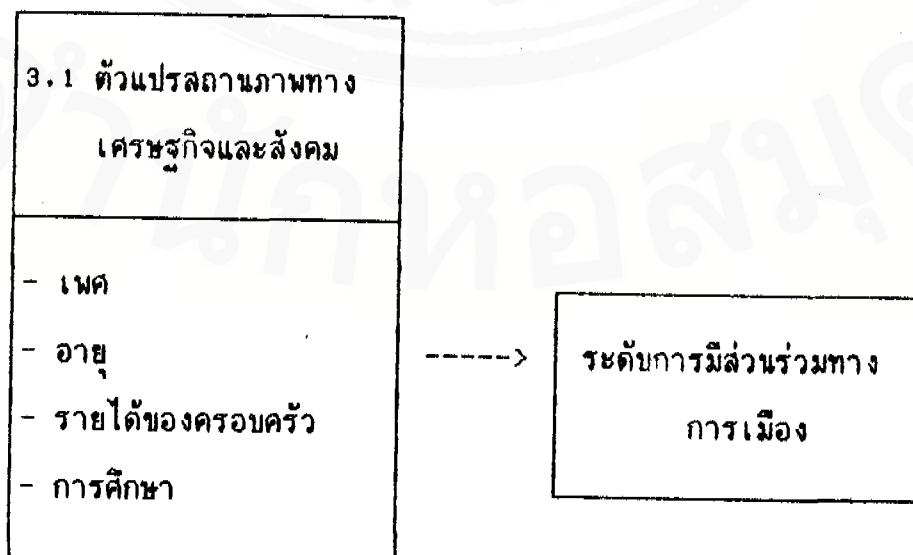 3.1 ตัวแปรสถานภาพทาง
เศรษฐกิจและสังคม
- เพศ
- อายุ
- รายได้ของครอบครัว
- การศึกษา
----->
ระดับการมีส่วนร่วมทาง
การเมือง